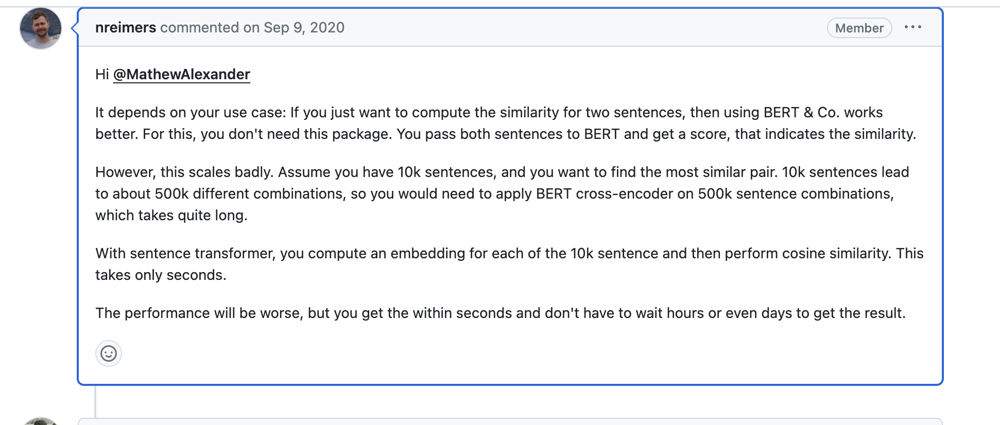 nreimers commented on Sep 9, 2020
Member
Hi @MathewAlexander
It depends on your use case: If you just want to compute the similarity for two sentences, then using BERT & Co. works
better. For this, you don't need this package. You pass both sentences to BERT and get a score, that indicates the similarity.
However, this scales badly. Assume you have 10k sentences, and you want to find the most similar pair. 10k sentences lead
to about 500k different combinations, so you would need to apply BERT cross-encoder on 500k sentence combinations,
which takes quite long.
With sentence transformer, you compute an embedding for each of the 10k sentence and then perform cosine similarity. This
takes only seconds.
The performance will be worse, but you get the within seconds and don't have to wait hours or even days to get the result.